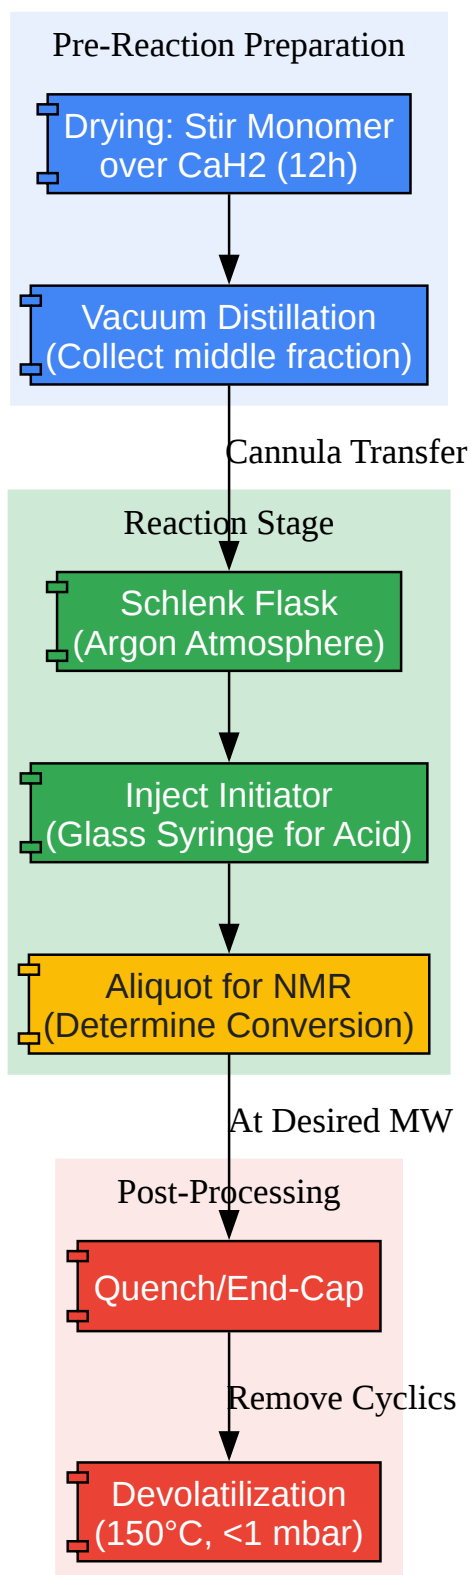 Pre-Reaction Preparation
Drying: Stir Monomer
over CaH2 (12h)
Vacuum Distillation
(Collect middle fraction)
Cannula Transfer
Reaction Stage
Schlenk Flask
(Argon Atmosphere)
Inject Initiator
(Glass Syringe for Acid)
Aliquot for NMR
(Determine Conversion)
At Desired MW
Post-Processing
Quench/End-Cap
Remove Cyclics
Devolatilization
(150°C, <1 mbar)